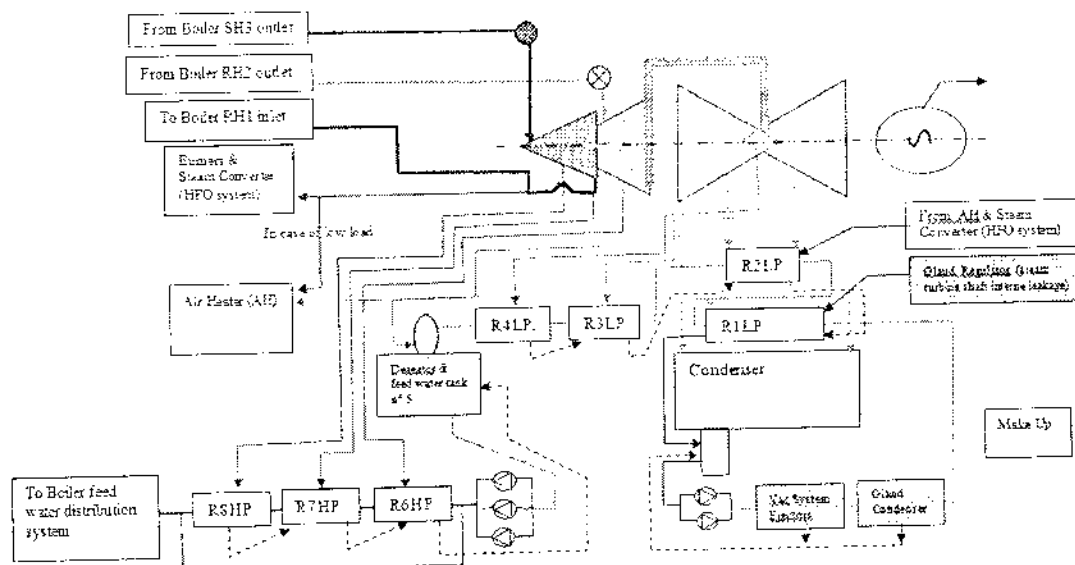 From Boiler SH3 outlet
From Boiler RH2 outlet
To Boiler RH1 inlet
Burners &
Steam Converter
(HFO system)
In case of low load
Air Heater (AH)
From AH & Steam
Converter (HFO system)
R2LP
Gland Regulator (steam
turbine shaft interne leakage)
R4LP.
R3LP
R1LP
Deaerator &
feed water tank
n° 5
Condenser
Make Up
To Boiler feed
water distribution
system
R8HP
R7HP
R6HP
System
Gland
Condenser